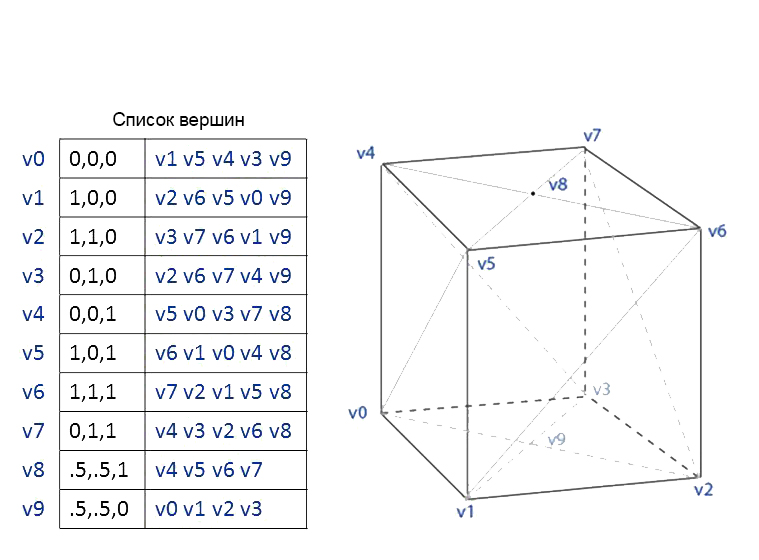 Список вершин
v0 0,0,0 v1 v5 v4 v3 v9
v1 1,0,0 v2 v6 v5 v0 v9
v2 1,1,0 v3 v7 v6 v1 v9
v3 0,1,0 v2 v6 v7 v4 v9
v4 0,0,1 v5 v0 v3 v7 v8
v5 1,0,1 v6 v1 v0 v4 v8
v6 1,1,1 v7 v2 v1 v5 v8
v7 0,1,1 v4 v3 v2 v6 v8
v8 .5,.5,1 v4 v5 v6 v7
v9 .5,.5,0 v0 v1 v2 v3
v7
v4
v8
v6
v5
v3
v0
v9
v2
v1